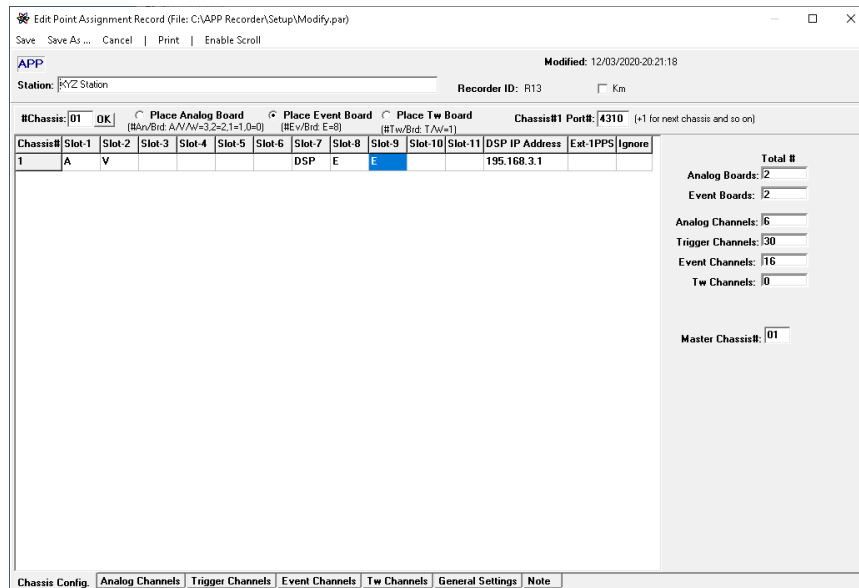 Edit Point Assignment Record (File: C:\APP Recorder\Setup\Modify.par)
Save Save As ... Cancel | Print | Enable Scroll
APP
Modified: 12/03/2020-20:21:18
Station: KYZ Station
Recorder ID: R13 Km
#Chassis: 01 OK Place Analog Board Place Event Board Place Tw Board Chassis#1 Port#: 4310 (+1 for next chassis and so on)
(#An/Brd: A/V/W=3,2=2,1=1,0=0) (#Ev/Brd: E=8) (#Tw/Brd: T/W=1)
Chassis# Slot-1 Slot-2 Slot-3 Slot-4 Slot-5 Slot-6 Slot-7 Slot-8 Slot-9 Slot-10 Slot-11 DSP IP Address Ext-1PPS Ignore
1 A V DSP E E 195.168.3.1
Total #
Analog Boards: 2
Event Boards: 2
Analog Channels: 6
Trigger Channels: 30
Event Channels: 16
Tw Channels: 0
Master Chassis#: 01
Chassis Config. Analog Channels Trigger Channels Event Channels Tw Channels General Settings Note